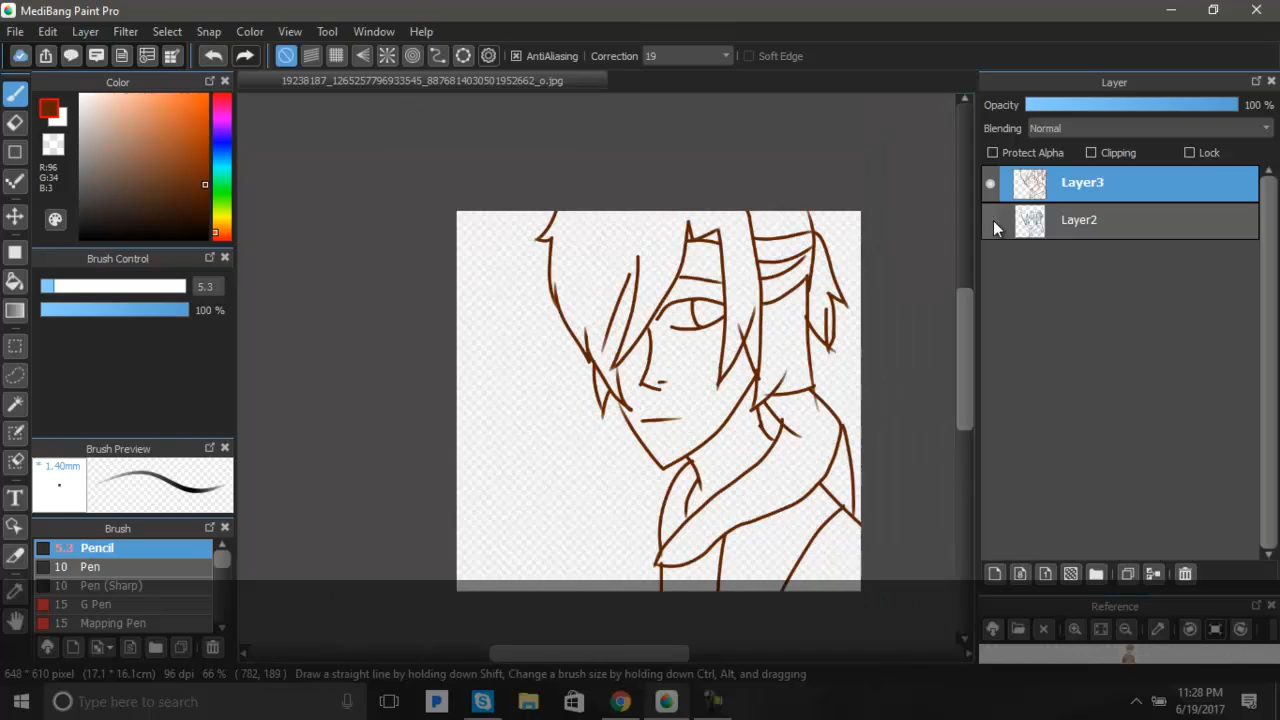 MediBang Paint Pro
File Edit Layer Filter Select Snap Color View Tool Window Help
AntiAliasing Correction 19 Soft Edge
Color
19238187_1265257796933545_8876814030501952662_o.jpg
Layer
Opacity 100 %
Blending Normal
Protect Alpha Clipping Lock
R:96
G:34
B:3
Layer3
Layer2
Brush Control
5.3
100 %
Brush Preview
* 1.40mm
Brush
5.3 Pencil
10 Pen
10 Pen (Sharp)
15 G Pen
15 Mapping Pen
Reference
648 * 610 pixel (17.1 * 16.1cm) 96 dpi 66 % ( 782, 189 ) Draw a straight line by holding down Shift, Change a brush size by holding down Ctrl, Alt, and dragging
Type here to search
11:28 PM
6/19/2017